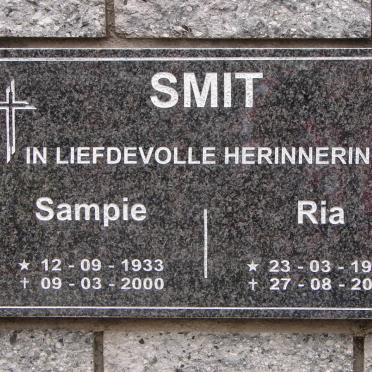 SMIT
IN LIEFDEVOLLE HERINNERIN
Sampie Ria
★ 12 - 09 - 1933 ★ 23 - 03 - 19
✝ 09 - 03 - 2000 ✝ 27 - 08 - 20